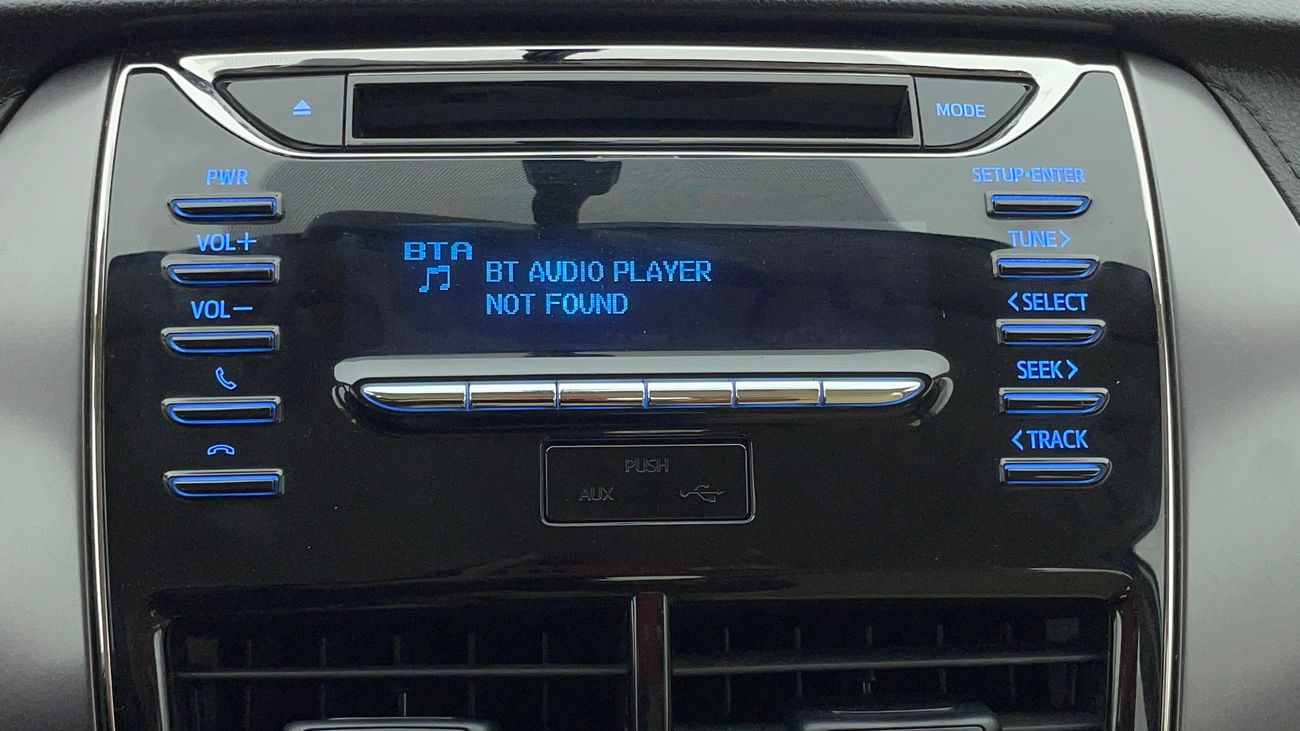 MODE
PWR
SETUP•ENTER
VOL+
TUNE>
BTA
BT AUDIO PLAYER
NOT FOUND
VOL-
<SELECT
SEEK>
<TRACK
PUSH
AUX